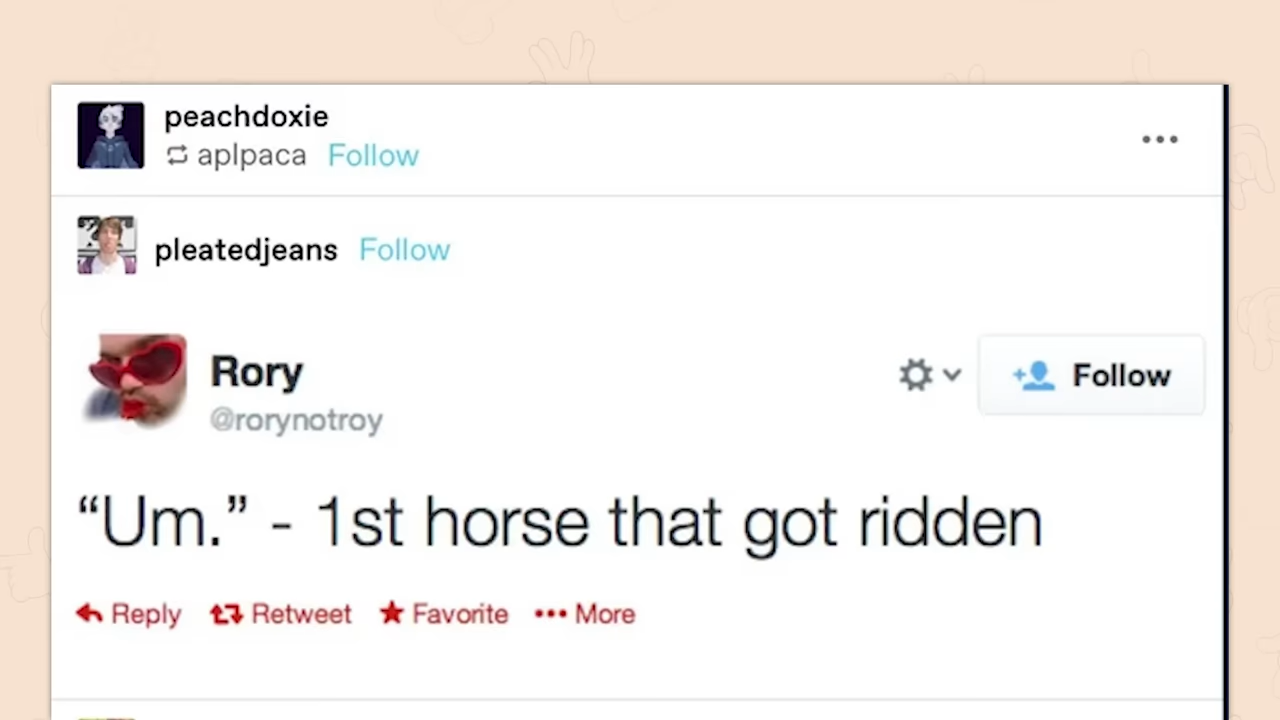 peachdoxie
aplpaca Follow
pleatedjeans Follow
Rory
@rorynotroy
Follow
“Um.” - 1st horse that got ridden
Reply Retweet Favorite More